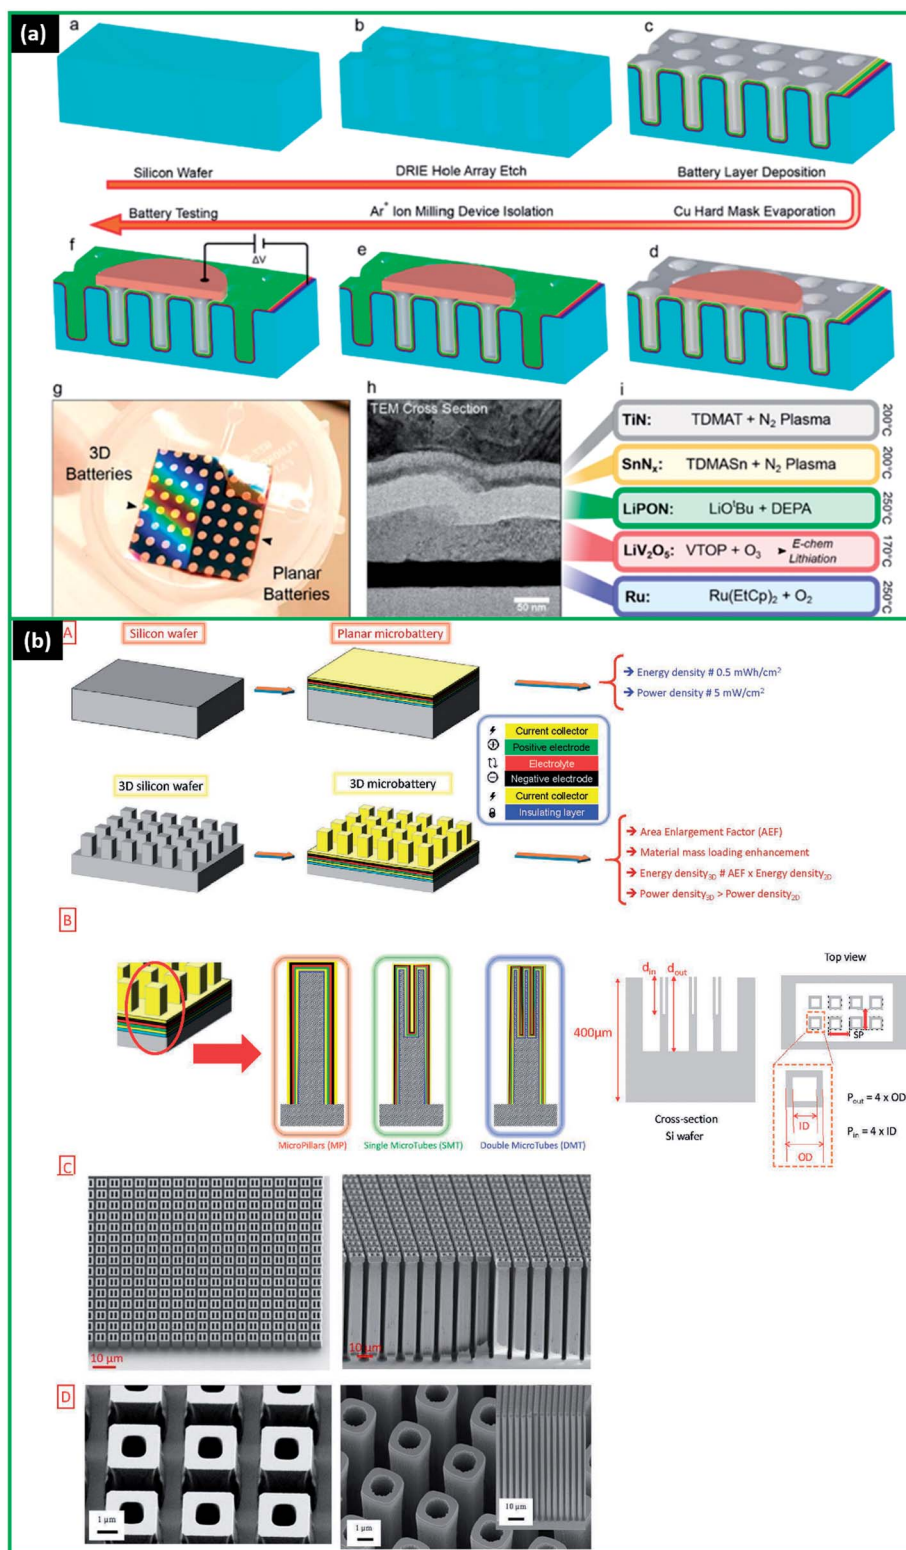 (a)
a
b
c
Silicon Wafer
DRIE Hole Array Etch
Battery Layer Deposition
Battery Testing
Ar⁺ Ion Milling Device Isolation
Cu Hard Mask Evaporation
f
ΔV
e
d
g
3D
Batteries
Planar
Batteries
h
TEM Cross Section
50 nm
i
TiN: TDMAT + N₂ Plasma 200°C
SnNₓ: TDMASn + N₂ Plasma 200°C
LiPON: LiOᵗBu + DEPA 250°C
LiV₂O₅: VTOP + O₃ ► E-chem Lithiation 170°C
Ru: Ru(EtCp)₂ + O₂ 250°C
(b)
A
Silicon wafer
Planar microbattery
→ Energy density # 0.5 mWh/cm²
→ Power density # 5 mW/cm²
Current collector
Positive electrode
Electrolyte
Negative electrode
Current collector
Insulating layer
3D silicon wafer
3D microbattery
→ Area Enlargement Factor (AEF)
→ Material mass loading enhancement
→ Energy density₃D # AEF x Energy density₂D
→ Power density₃D > Power density₂D
B
MicroPillars (MP)
Single MicroTubes (SMT)
Double MicroTubes (DMT)
400µm
d_in
d_out
Cross-section
Si wafer
Top view
SP
ID
OD
P_out = 4 x OD
P_in = 4 x ID
C
10 µm
10 µm
D
1 µm
1 µm
10 µm